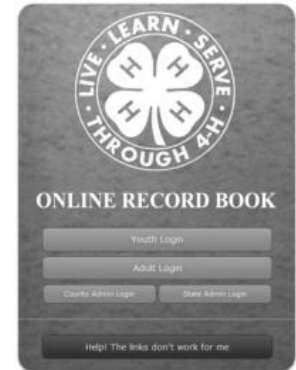 LIVE · LEARN · SERVE
THROUGH 4-H
H H
H H
ONLINE RECORD BOOK
Youth Login
Adult Login
County Admin Login State Admin Login
Help! The links don't work for me